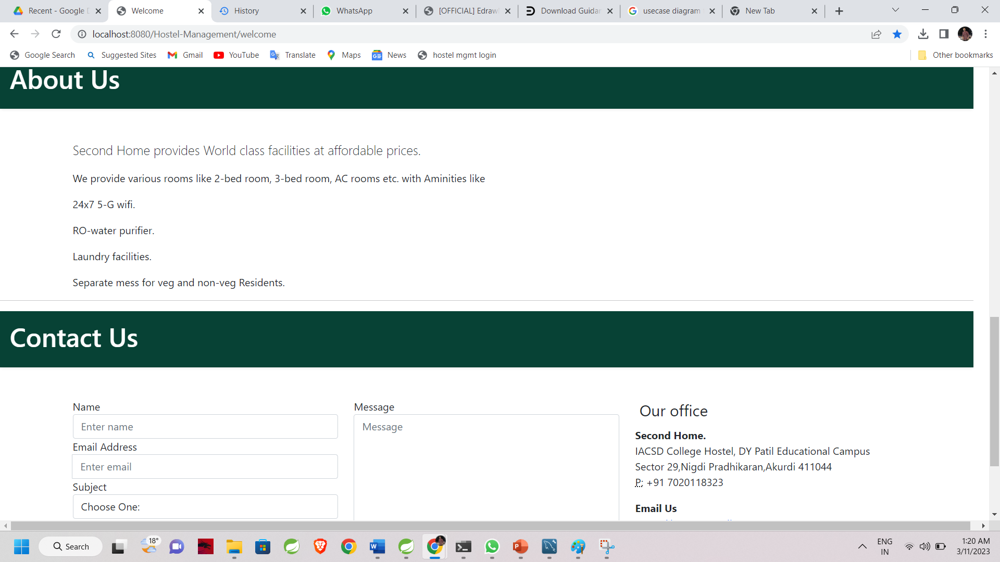 Recent - Google
Welcome
History
WhatsApp
[OFFICIAL] Edraw
Download Guidan
usecase diagram
New Tab
localhost:8080/Hostel-Management/welcome
Google Search
Suggested Sites
Gmail
YouTube
Translate
Maps
News
hostel mgmt login
Other bookmarks
About Us
Second Home provides World class facilities at affordable prices.
We provide various rooms like 2-bed room, 3-bed room, AC rooms etc. with Aminities like
24x7 5-G wifi.
RO-water purifier.
Laundry facilities.
Separate mess for veg and non-veg Residents.
Contact Us
Name
Enter name
Email Address
Enter email
Subject
Choose One:
Message
Message
Our office
Second Home.
IACSD College Hostel, DY Patil Educational Campus
Sector 29,Nigdi Pradhikaran,Akurdi 411044
P: +91 7020118323
Email Us
Search
18°
ENG
IN
1:20 AM
3/11/2023